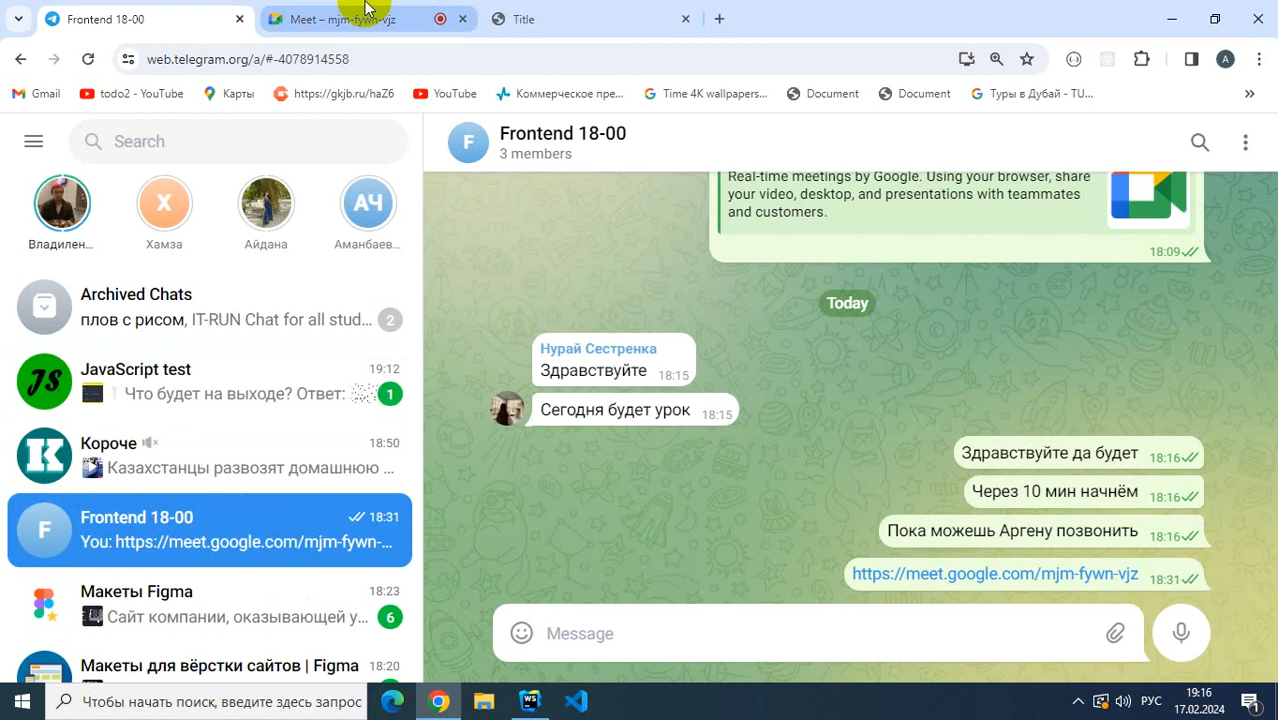 Frontend 18-00
Meet – mjm-fywn-vjz
Title
web.telegram.org/a/#-4078914558
A
Gmail
todo2 - YouTube
Карты
https://gkjb.ru/haZ6
YouTube
Коммерческое пре...
Time 4K wallpapers...
Document
Document
Туры в Дубай - TU...
Search
Х
АЧ
Владилен...
Хамза
Айдана
Аманбаев...
Archived Chats
плов с рисом, IT-RUN Chat for all stud...
2
JS
JavaScript test
19:12
Что будет на выходе? Ответ:
1
Короче
18:50
Казахстанцы развозят домашнюю ...
F
Frontend 18-00
18:31
You: https://meet.google.com/mjm-fywn-...
Макеты Figma
18:23
Сайт компании, оказывающей у...
6
Макеты для вёрстки сайтов | Figma
18:20
F
Frontend 18-00
3 members
Real-time meetings by Google. Using your browser, share
your video, desktop, and presentations with teammates
and customers.
18:09
Today
Нурай Сестренка
Здравствуйте 18:15
Сегодня будет урок 18:15
Здравствуйте да будет 18:16
Через 10 мин начнём 18:16
Пока можешь Аргену позвонить 18:16
https://meet.google.com/mjm-fywn-vjz 18:31
Message
Чтобы начать поиск, введите здесь запрос
WS
РУС
19:16
17.02.2024
1